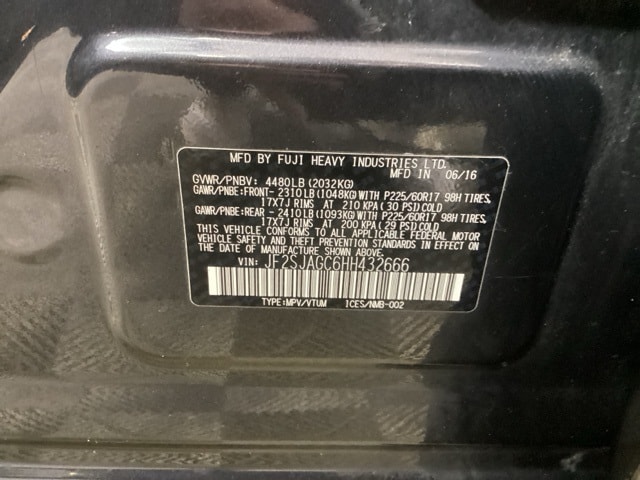 MFD BY FUJI HEAVY INDUSTRIES LTD.
MFD IN 06/16
GVWR/PNBV: 4480LB (2032KG)
GAWR/PNBE:FRONT-2310LB(1048KG)WITH P225/60R17 98H TIRES,
17X7J RIMS AT 210 KPA (30 PSI)COLD
GAWR/PNBE:REAR -2410LB(1093KG)WITH P225/60R17 98H TIRES,
17X7J RIMS AT 200 KPA (29 PSI)COLD
THIS VEHICLE CONFORMS TO ALL APPLICABLE FEDERAL MOTOR
VEHICLE SAFETY AND THEFT PREVENTION STANDARDS IN EFFECT
ON THE DATE OF MANUFACTURE SHOWN ABOVE.
VIN: JF2SJAGC6HH432666
TYPE:MPV/VTUM ICES/NMB-002